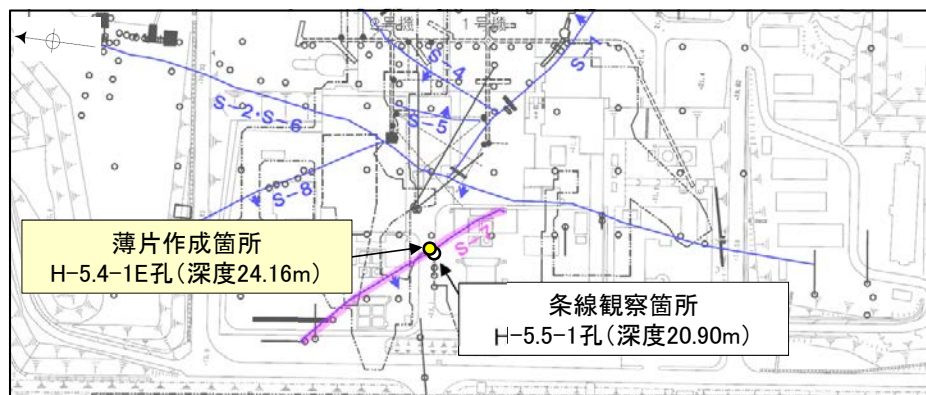 1号機
S-1
S-4
S-5
S-2・S-6
S-8
S-7
薄片作成箇所
H-5.4-1E孔(深度24.16m)
条線観察箇所
H-5.5-1孔(深度20.90m)